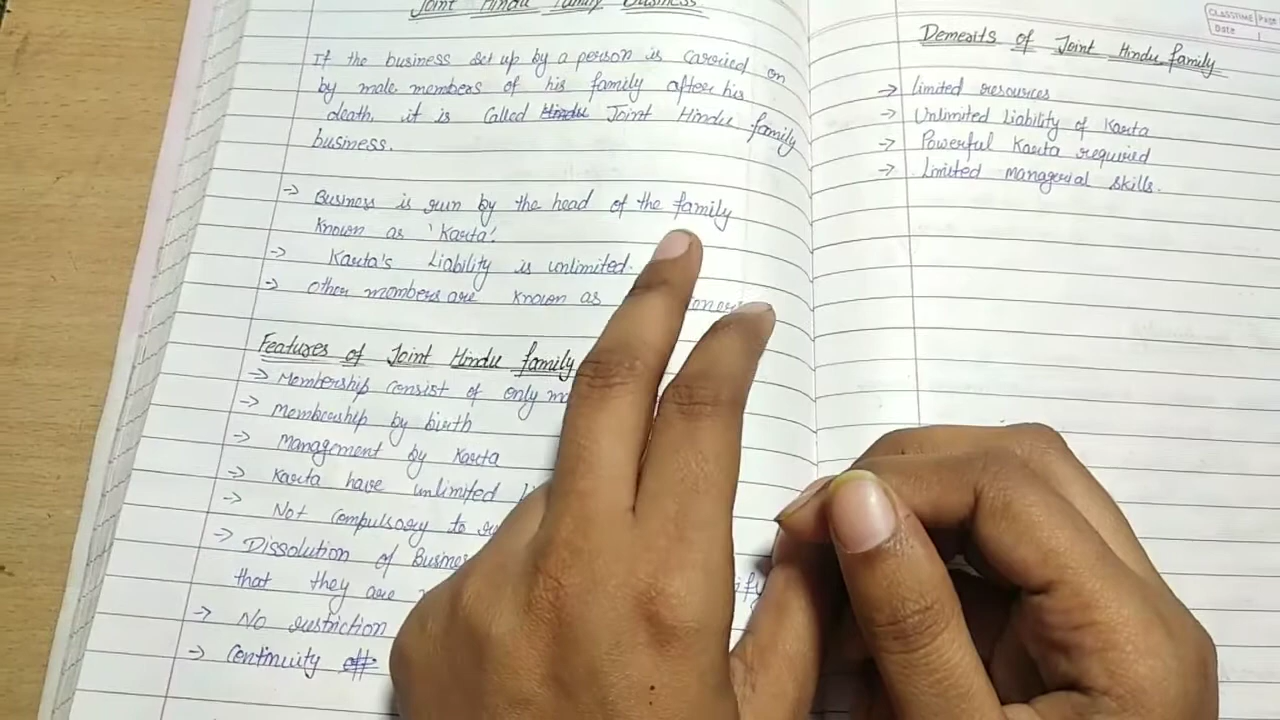 Joint Hindu Family Business
If the business set up by a person is carried on
by male members of his family after his
death, it is called Hindu Joint Hindu family
business.
→ Business is run by the head of the family
known as 'Karta'.
→ Karta's Liability is unlimited.
→ other members are known as
Features of Joint Hindu family
→ Membership consist of only
→ Membership by birth
→ Management by Karta
→ Karta have unlimited
→ Not compulsory to
→ Dissolution of Business
that they are
→ No restriction
→ Continuity
CLASSTIME PAGE
Date
Demerits of Joint Hindu family
→ limited resources
→ Unlimited Liability of Karta
→ Powerful Karta required
→ Limited managerial skills.